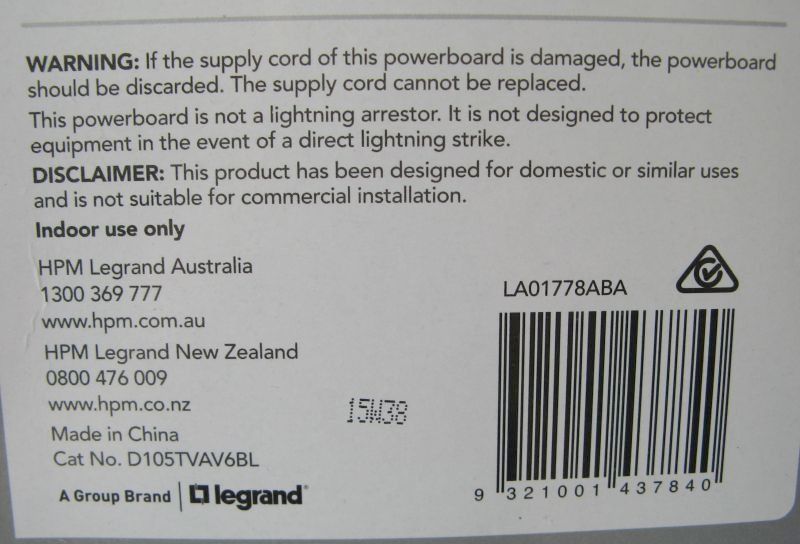 WARNING: If the supply cord of this powerboard is damaged, the powerboard
should be discarded. The supply cord cannot be replaced.
This powerboard is not a lightning arrestor. It is not designed to protect
equipment in the event of a direct lightning strike.
DISCLAIMER: This product has been designed for domestic or similar uses
and is not suitable for commercial installation.
Indoor use only
HPM Legrand Australia
1300 369 777
www.hpm.com.au
HPM Legrand New Zealand
0800 476 009
www.hpm.co.nz
Made in China
Cat No. D105TVAV6BL
A Group Brand | legrand®
15W38
LA01778ABA
9 321001 437840